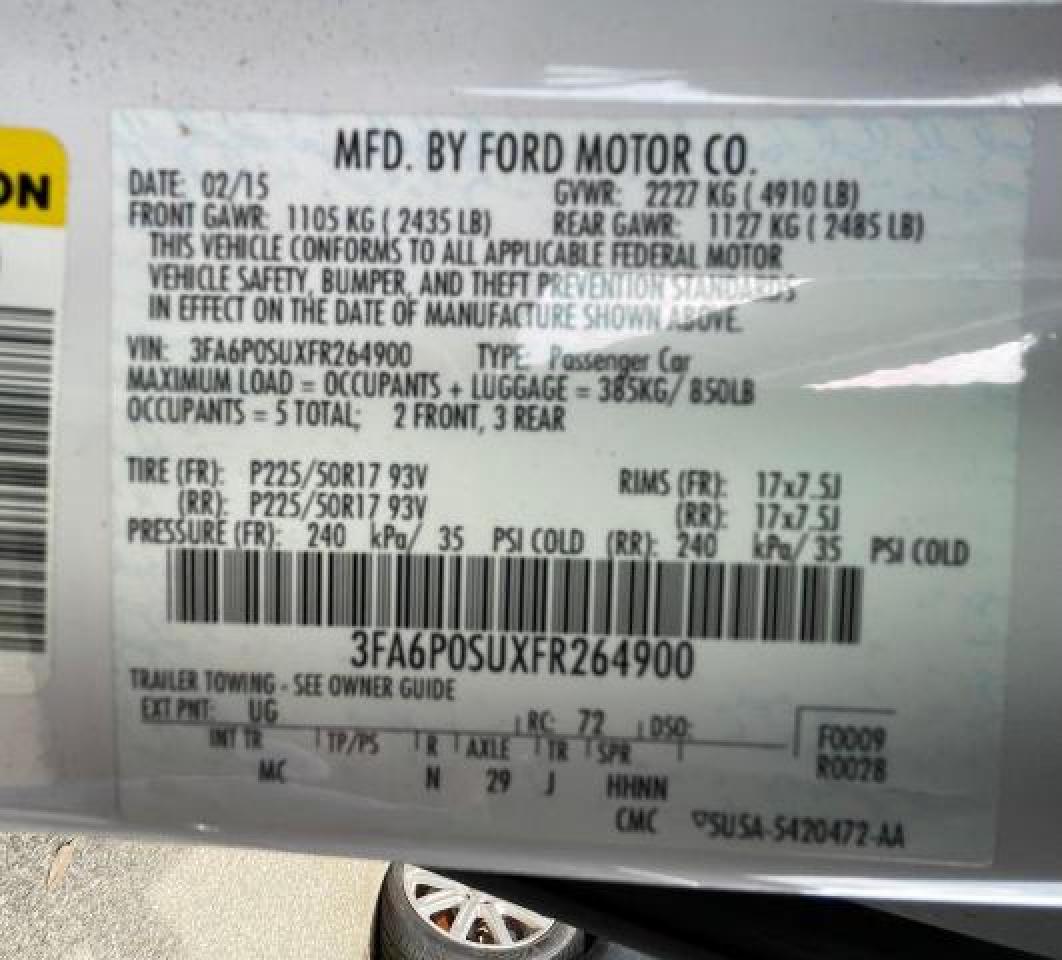 ON
MFD. BY FORD MOTOR CO.
DATE: 02/15 GVWR: 2227 KG ( 4910 LB)
FRONT GAWR: 1105 KG ( 2435 LB) REAR GAWR: 1127 KG ( 2485 LB)
THIS VEHICLE CONFORMS TO ALL APPLICABLE FEDERAL MOTOR
VEHICLE SAFETY, BUMPER, AND THEFT PREVENTION STANDARDS
IN EFFECT ON THE DATE OF MANUFACTURE SHOWN ABOVE.
VIN: 3FA6P0SUXFR264900 TYPE: Passenger Car
MAXIMUM LOAD = OCCUPANTS + LUGGAGE = 385KG/ 850LB
OCCUPANTS = 5 TOTAL; 2 FRONT, 3 REAR
TIRE (FR): P225/50R17 93V RIMS (FR): 17x7.5J
(RR): P225/50R17 93V (RR): 17x7.5J
PRESSURE (FR): 240 kPa/ 35 PSI COLD (RR): 240 kPa/ 35 PSI COLD
3FA6P0SUXFR264900
TRAILER TOWING - SEE OWNER GUIDE
EXT PNT: UG RC: 72 DSO:
INT TR TP/PS R AXLE TR SPR F0009
MC N 29 J HHNN R0028
CMC SU5A-5420472-AA